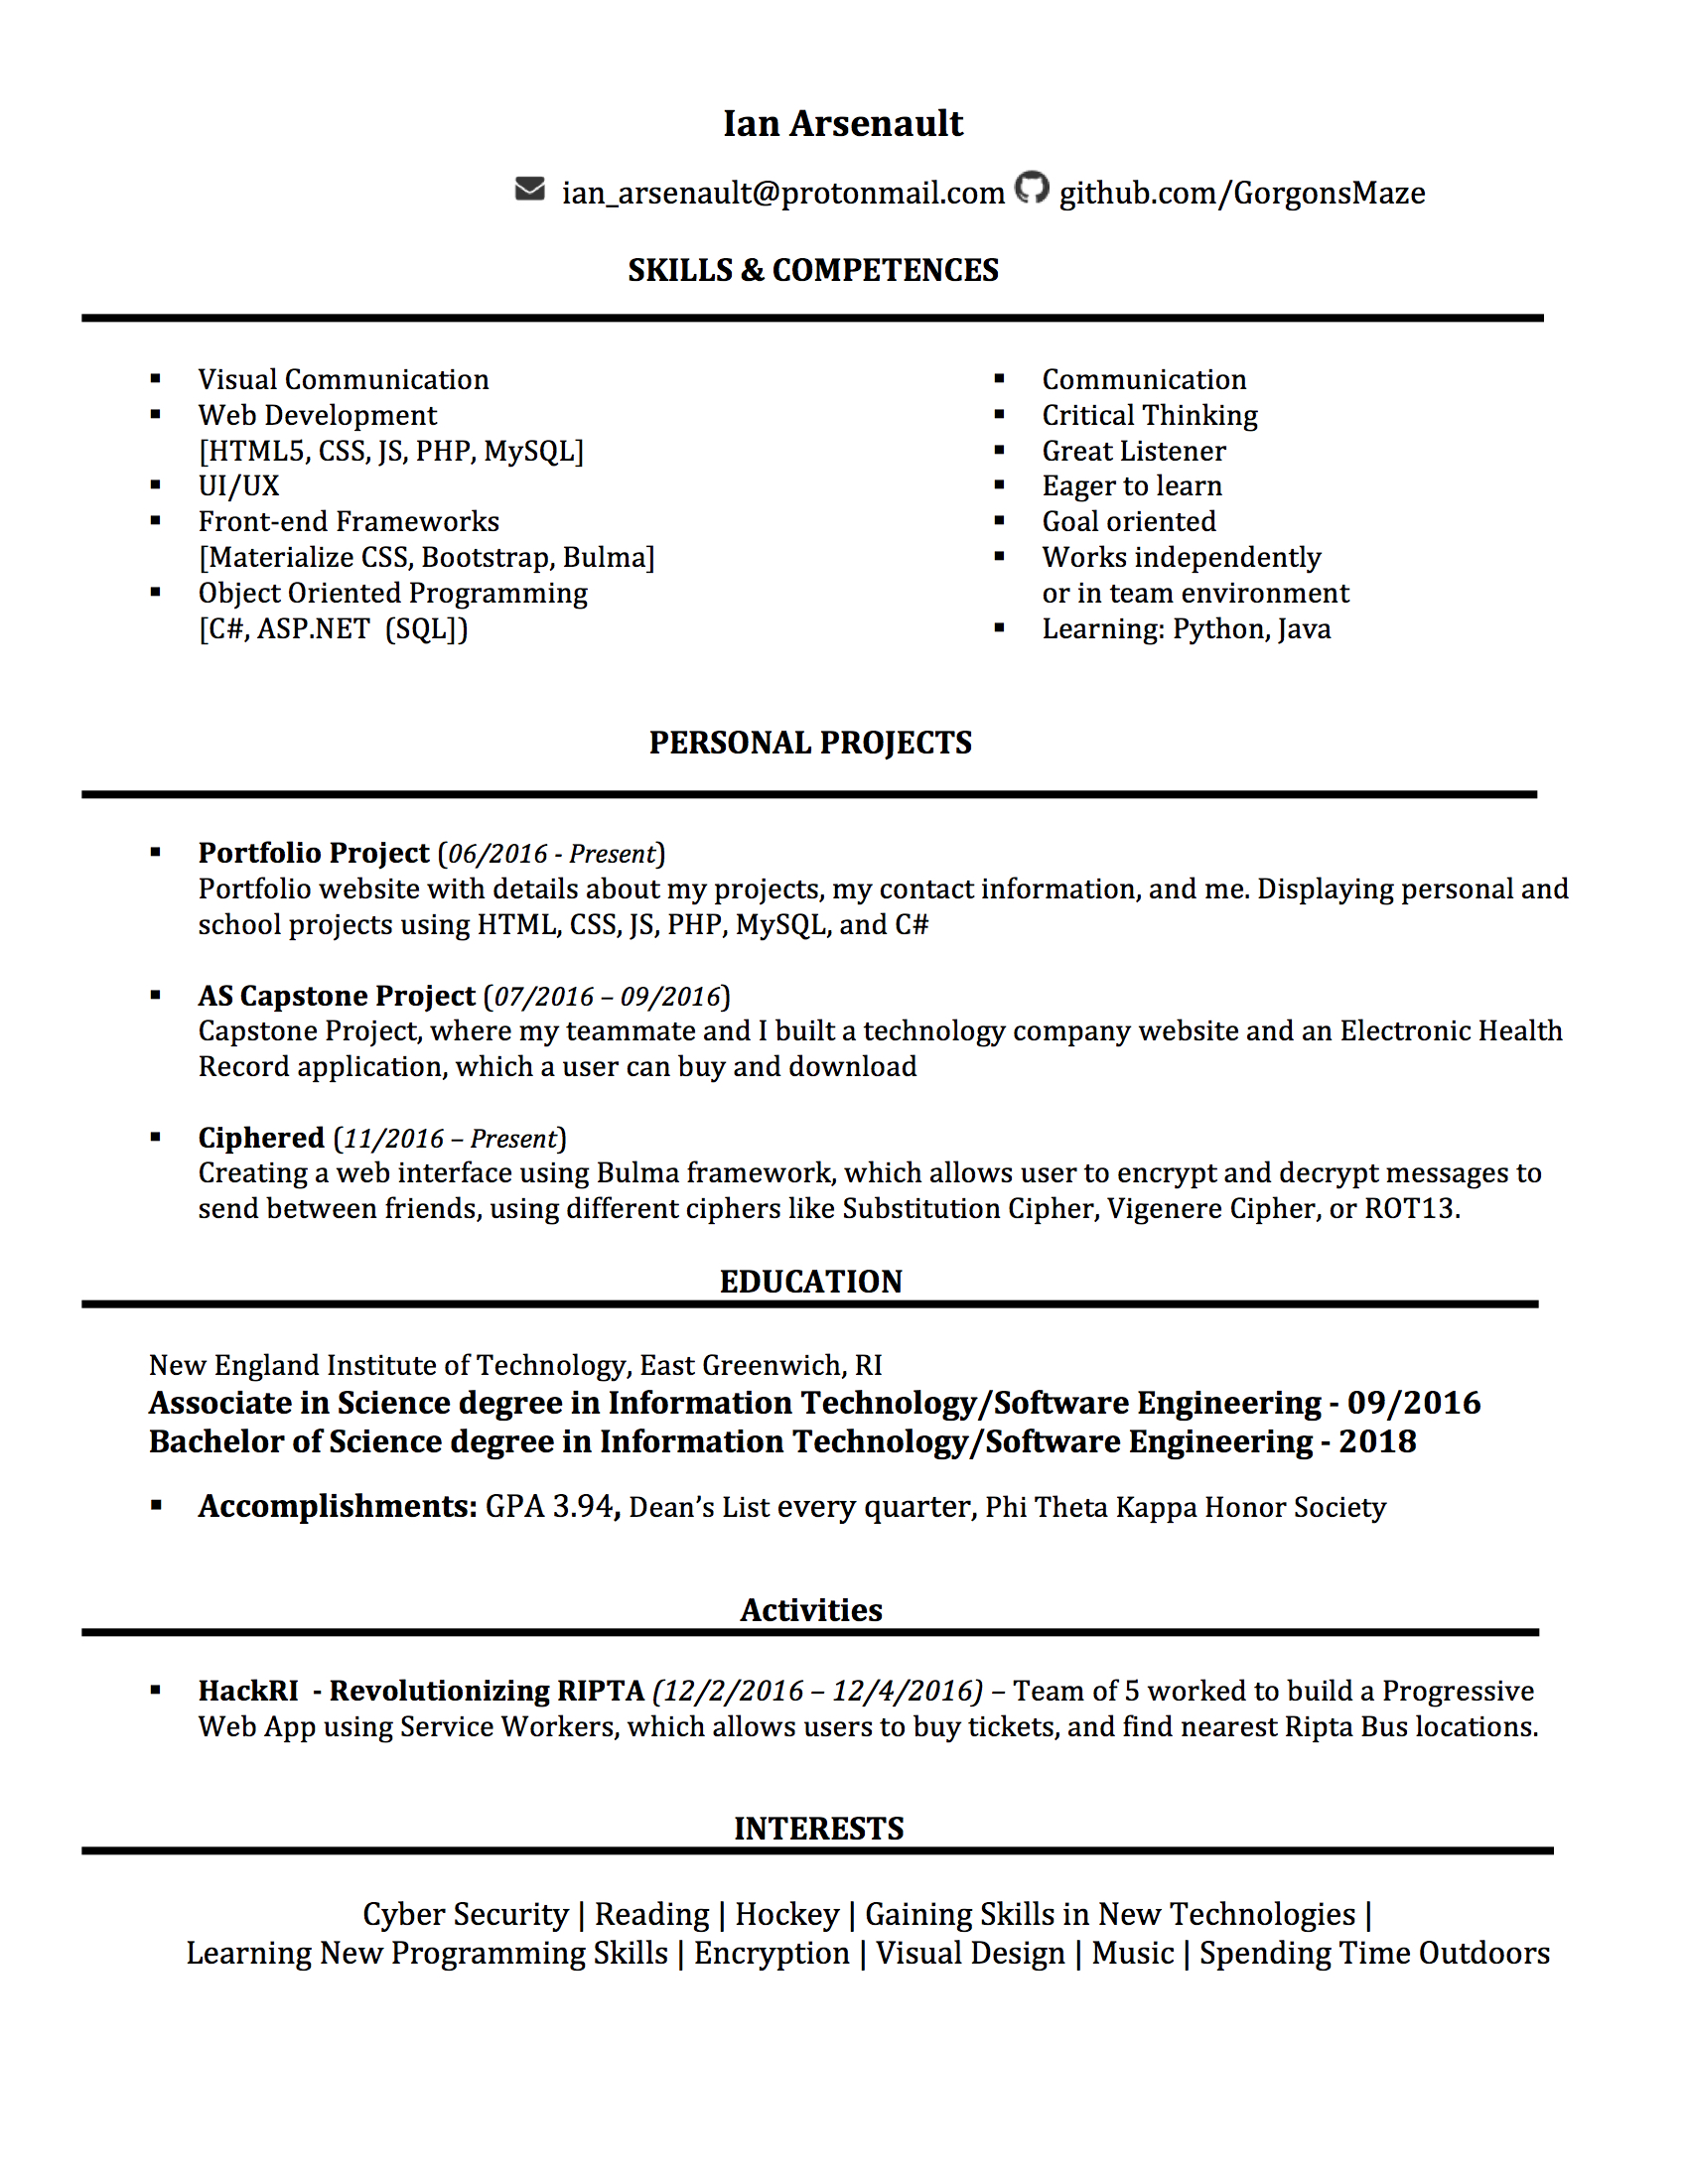 Ian Arsenault
ian_arsenault@protonmail.com github.com/GorgonsMaze
SKILLS & COMPETENCES
▪ Visual Communication
▪ Web Development
[HTML5, CSS, JS, PHP, MySQL]
▪ UI/UX
▪ Front-end Frameworks
[Materialize CSS, Bootstrap, Bulma]
▪ Object Oriented Programming
[C#, ASP.NET (SQL])
▪ Communication
▪ Critical Thinking
▪ Great Listener
▪ Eager to learn
▪ Goal oriented
▪ Works independently
or in team environment
▪ Learning: Python, Java
PERSONAL PROJECTS
▪ Portfolio Project (06/2016 - Present)
Portfolio website with details about my projects, my contact information, and me. Displaying personal and
school projects using HTML, CSS, JS, PHP, MySQL, and C#
▪ AS Capstone Project (07/2016 – 09/2016)
Capstone Project, where my teammate and I built a technology company website and an Electronic Health
Record application, which a user can buy and download
▪ Ciphered (11/2016 – Present)
Creating a web interface using Bulma framework, which allows user to encrypt and decrypt messages to
send between friends, using different ciphers like Substitution Cipher, Vigenere Cipher, or ROT13.
EDUCATION
New England Institute of Technology, East Greenwich, RI
Associate in Science degree in Information Technology/Software Engineering - 09/2016
Bachelor of Science degree in Information Technology/Software Engineering - 2018
▪ Accomplishments: GPA 3.94, Dean’s List every quarter, Phi Theta Kappa Honor Society
Activities
▪ HackRI - Revolutionizing RIPTA (12/2/2016 – 12/4/2016) – Team of 5 worked to build a Progressive
Web App using Service Workers, which allows users to buy tickets, and find nearest Ripta Bus locations.
INTERESTS
Cyber Security | Reading | Hockey | Gaining Skills in New Technologies |
Learning New Programming Skills | Encryption | Visual Design | Music | Spending Time Outdoors